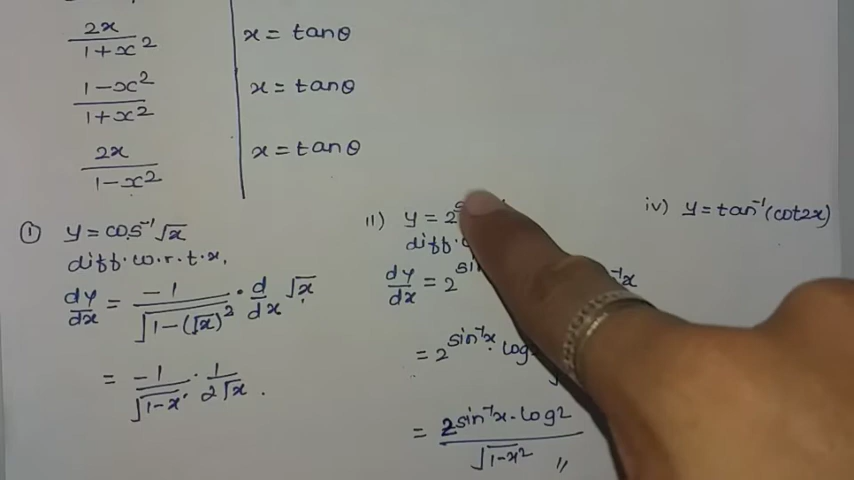 2x/(1+x²) | x = tanθ
(1-x²)/(1+x²) | x = tanθ
2x/(1-x²) | x = tanθ
① y = cos⁻¹√x
diff. w.r.t. x.
dy/dx = -1/√(1-(√x)²) · d/dx √x
= -1/√(1-x) · 1/(2√x) .
ii) y = 2
diff.
dy/dx = 2^sin ⁻¹x
= 2^sin⁻¹x · log
= (2^sin⁻¹x · log2)/√(1-x²) //
iv) y = tan⁻¹(cot2x)